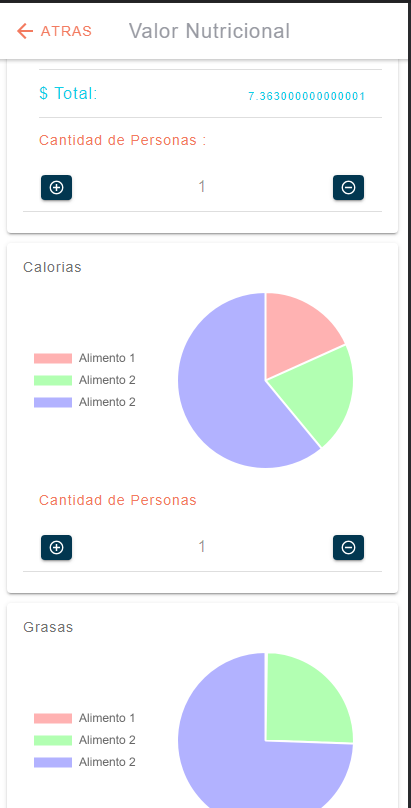 ATRAS Valor Nutricional
$ Total: 7.363000000000001
Cantidad de Personas :
1
Calorias
Alimento 1
Alimento 2
Alimento 2
Cantidad de Personas
1
Grasas
Alimento 1
Alimento 2
Alimento 2